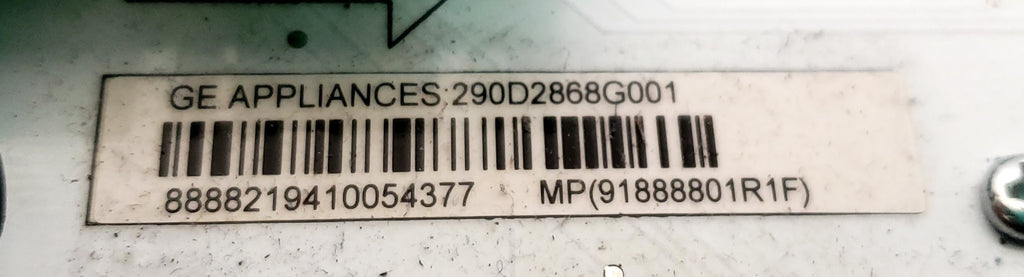 GE APPLIANCES:290D2868G001
8888219410054377 MP(91888801R1F)